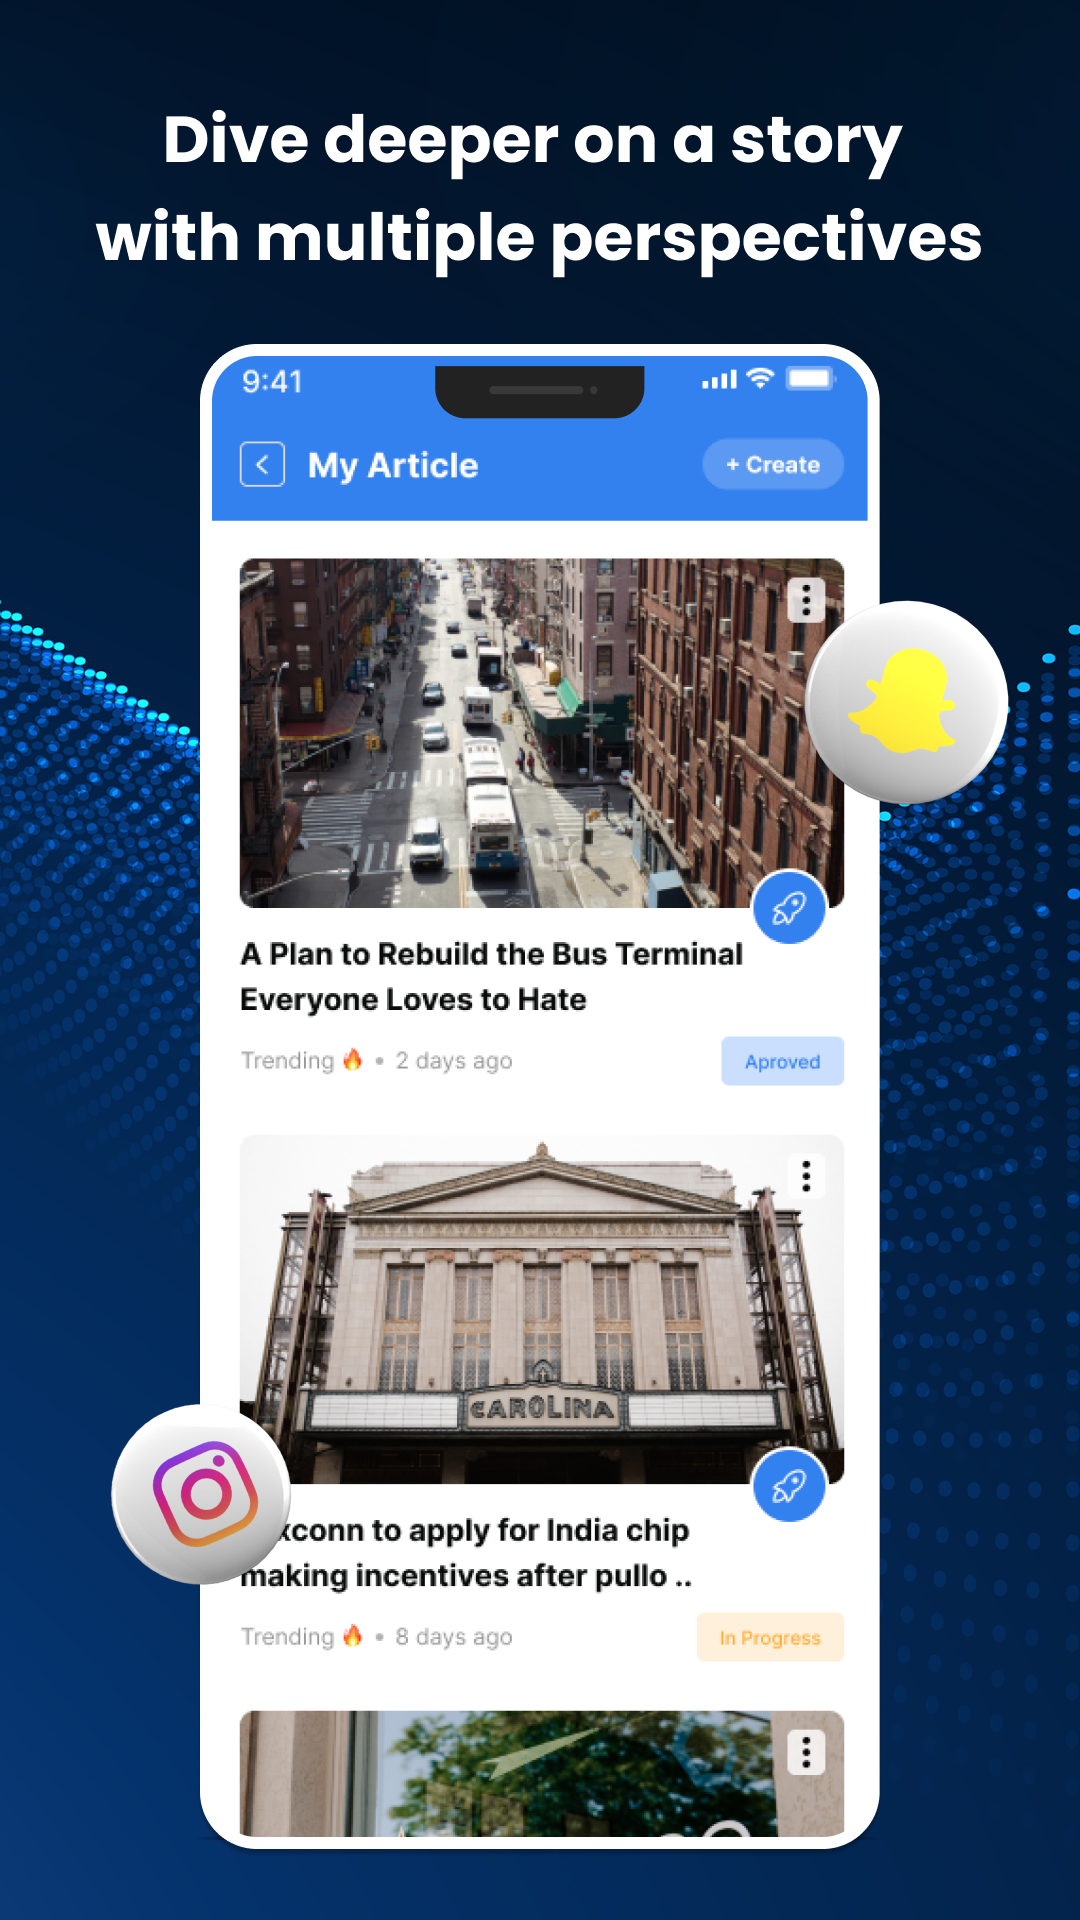 Dive deeper on a story
with multiple perspectives
9:41
My Article
+ Create
A Plan to Rebuild the Bus Terminal
Everyone Loves to Hate
Trending 🔥 • 2 days ago
Aproved
CAROLINA
conn to apply for India chip
making incentives after pullo ..
Trending 🔥 • 8 days ago
In Progress